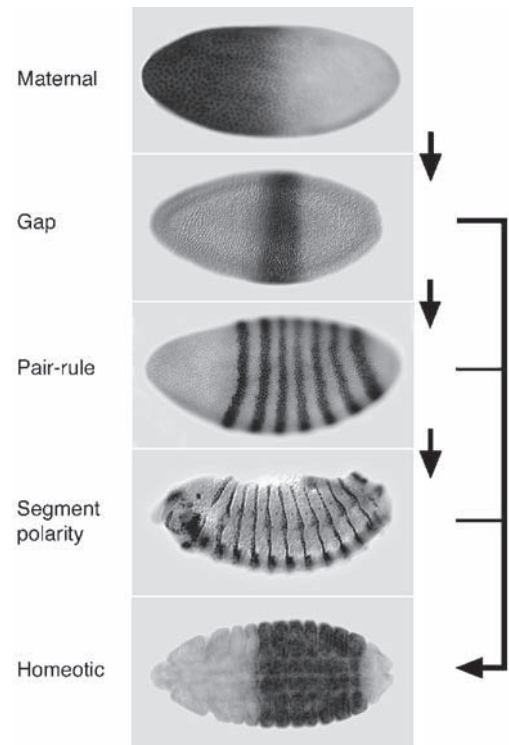 Maternal
Gap
Pair-rule
Segment
polarity
Homeotic